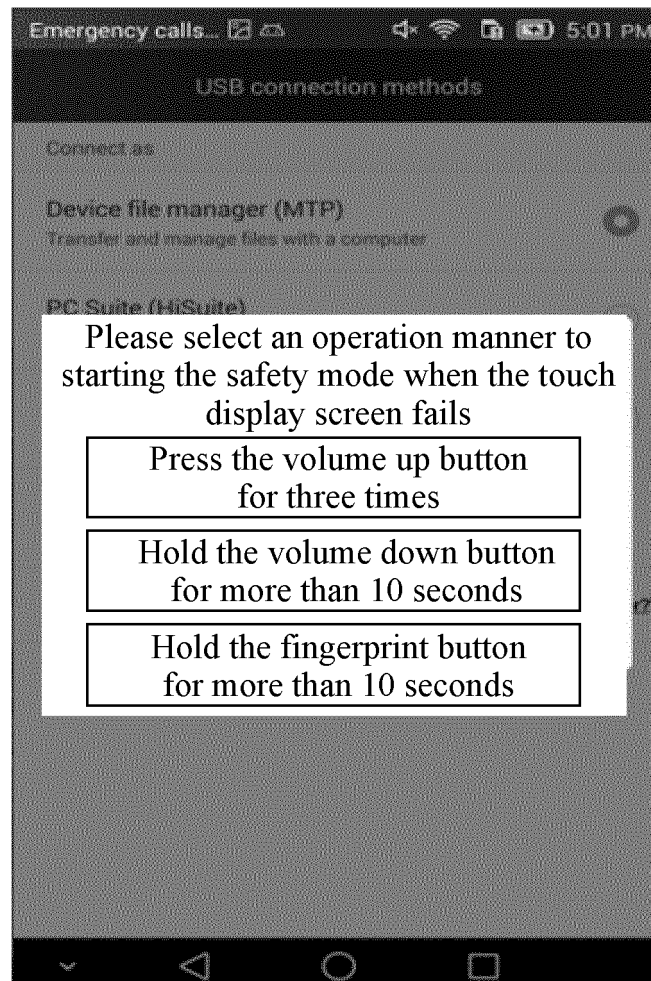 Emergency calls... 5:01 PM
USB connection methods
Connect as
Device file manager (MTP)
Transfer and manage files with a computer
PC Suite (HiSuite)
Please select an operation manner to
starting the safety mode when the touch
display screen fails
Press the volume up button
for three times
Hold the volume down button
for more than 10 seconds
Hold the fingerprint button
for more than 10 seconds